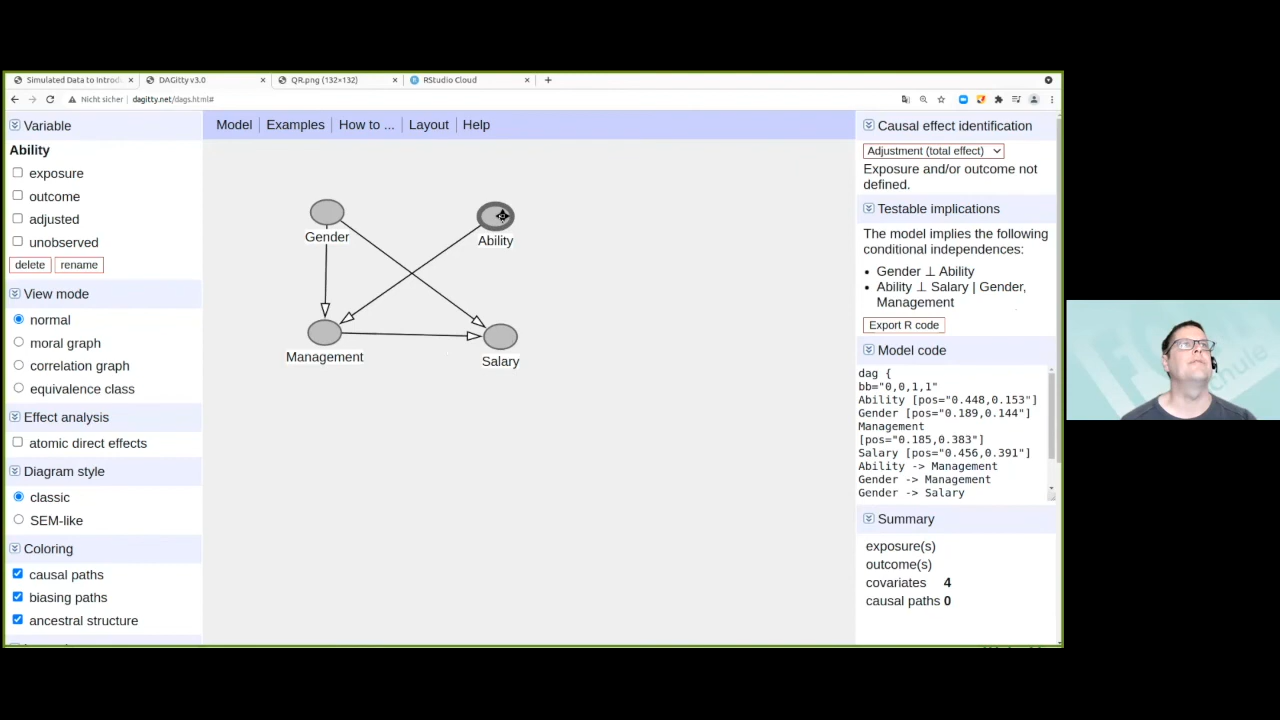 Simulated Data to Introd
DAGitty v3.0
QR.png (132×132)
RStudio Cloud
Nicht sicher
dagitty.net/dags.html#
Variable
Ability
exposure
outcome
adjusted
unobserved
delete
rename
View mode
normal
moral graph
correlation graph
equivalence class
Effect analysis
atomic direct effects
Diagram style
classic
SEM-like
Coloring
causal paths
biasing paths
ancestral structure
Model
Examples
How to ...
Layout
Help
Gender
Ability
Management
Salary
Causal effect identification
Adjustment (total effect)
Exposure and/or outcome not
defined.
Testable implications
The model implies the following
conditional independences:
• Gender ⊥ Ability
• Ability ⊥ Salary | Gender,
Management
Export R code
Model code
dag {
bb="0,0,1,1"
Ability [pos="0.448,0.153"]
Gender [pos="0.189,0.144"]
Management
[pos="0.185,0.383"]
Salary [pos="0.456,0.391"]
Ability -> Management
Gender -> Management
Gender -> Salary
Summary
exposure(s)
outcome(s)
covariates 4
causal paths 0